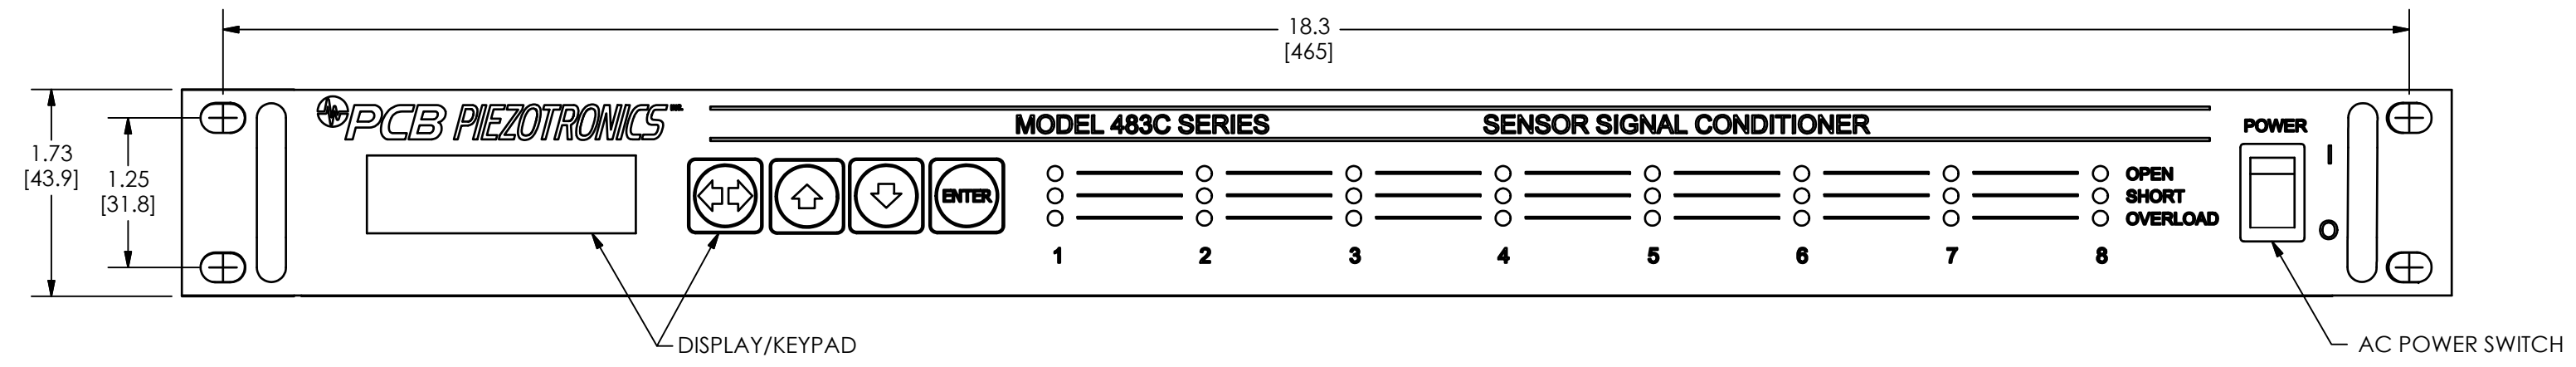 18.3
[465]
PCB PIEZOTRONICS INC.
MODEL 483C SERIES SENSOR SIGNAL CONDITIONER
POWER
1.73
[43.9]
1.25
[31.8]
ENTER
OPEN
SHORT
OVERLOAD
I
O
1 2 3 4 5 6 7 8
DISPLAY/KEYPAD
AC POWER SWITCH